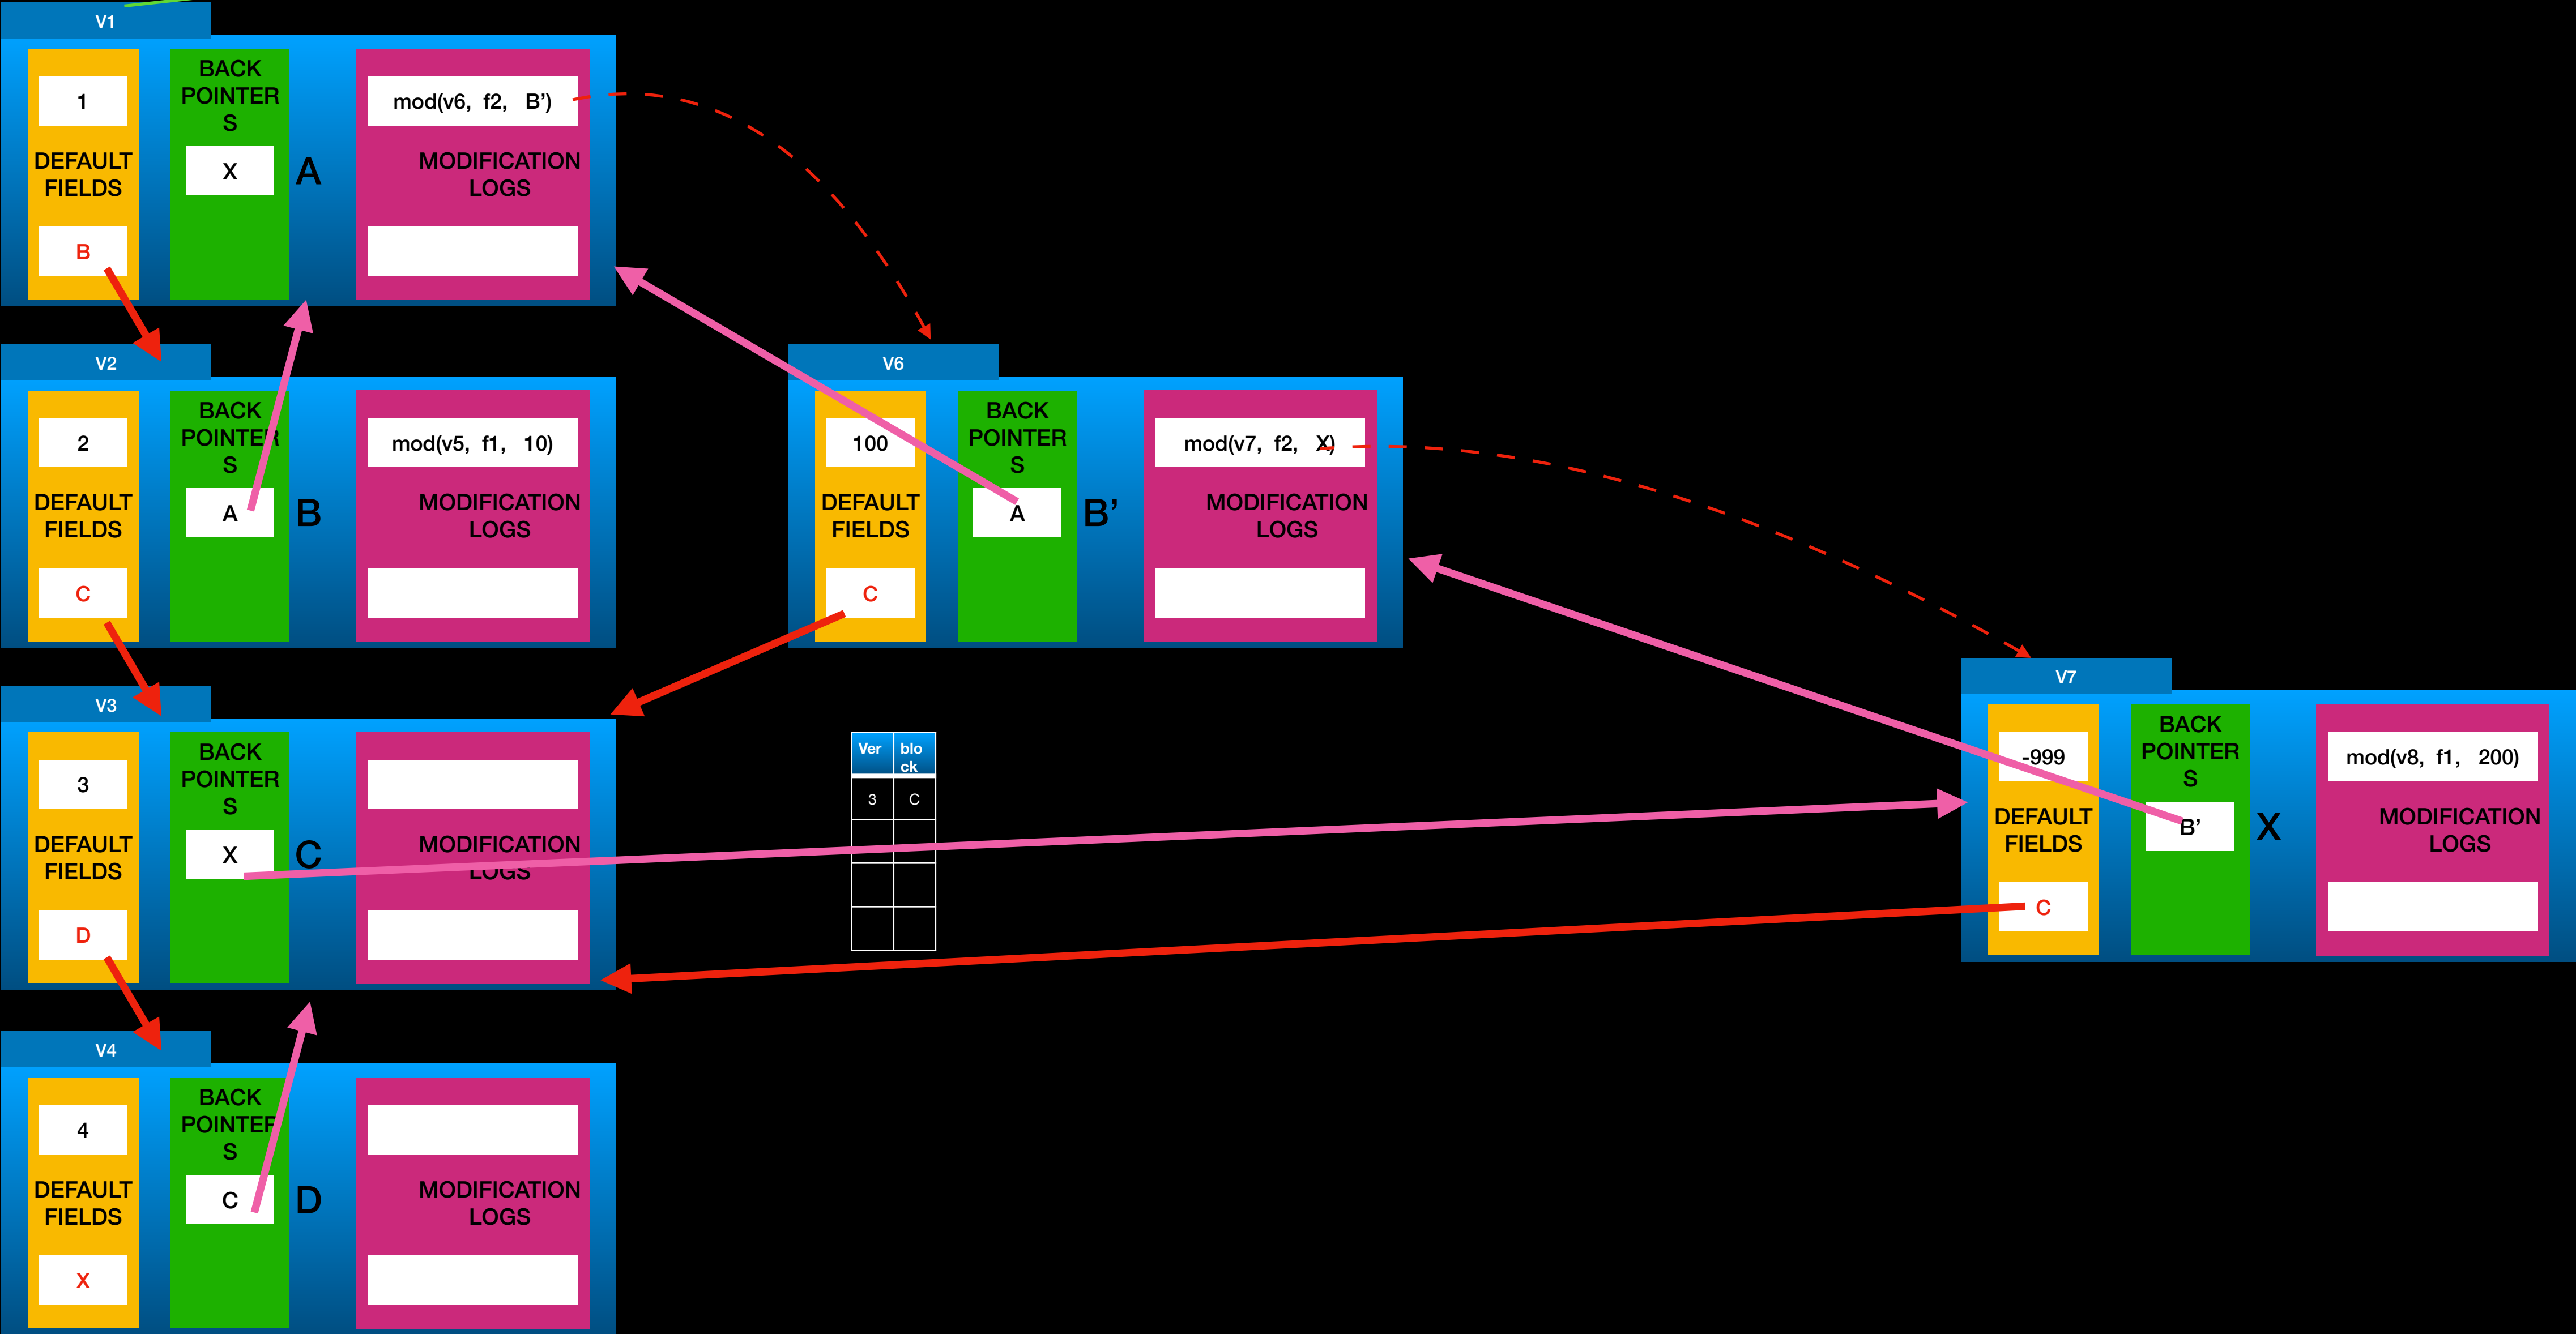 V1
1
DEFAULT
FIELDS
B
BACK
POINTER
S
X
A
mod(v6, f2, B’)
MODIFICATION
LOGS
V2
2
DEFAULT
FIELDS
C
BACK
POINTER
S
A
B
mod(v5, f1, 10)
MODIFICATION
LOGS
V6
100
DEFAULT
FIELDS
C
BACK
POINTER
S
A
B’
mod(v7, f2, X)
MODIFICATION
LOGS
V3
3
DEFAULT
FIELDS
D
BACK
POINTER
S
X
C
MODIFICATION
LOGS
Ver
blo
ck
3
C
V7
-999
DEFAULT
FIELDS
C
BACK
POINTER
S
B’
X
mod(v8, f1, 200)
MODIFICATION
LOGS
V4
4
DEFAULT
FIELDS
X
BACK
POINTER
S
C
D
MODIFICATION
LOGS